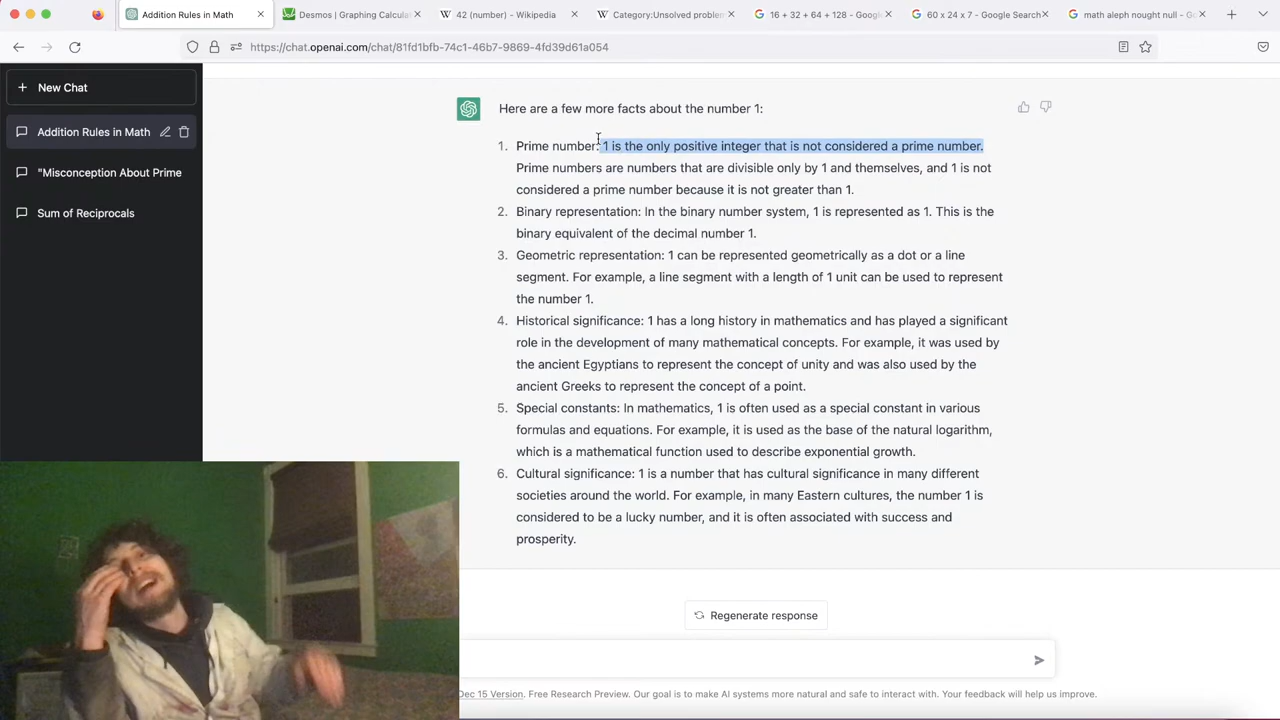 Addition Rules in Math
Desmos | Graphing Calcula
42 (number) - Wikipedia
Category:Unsolved problem
16 + 32 + 64 + 128 - Google
60 x 24 x 7 - Google Search
math aleph nought null - Go
https://chat.openai.com/chat/81fd1bfb-74c1-46b7-9869-4fd39d61a054
New Chat
Addition Rules in Math
"Misconception About Prime
Sum of Reciprocals
Here are a few more facts about the number 1:
1. Prime number: 1 is the only positive integer that is not considered a prime number.
Prime numbers are numbers that are divisible only by 1 and themselves, and 1 is not
considered a prime number because it is not greater than 1.
2. Binary representation: In the binary number system, 1 is represented as 1. This is the
binary equivalent of the decimal number 1.
3. Geometric representation: 1 can be represented geometrically as a dot or a line
segment. For example, a line segment with a length of 1 unit can be used to represent
the number 1.
4. Historical significance: 1 has a long history in mathematics and has played a significant
role in the development of many mathematical concepts. For example, it was used by
the ancient Egyptians to represent the concept of unity and was also used by the
ancient Greeks to represent the concept of a point.
5. Special constants: In mathematics, 1 is often used as a special constant in various
formulas and equations. For example, it is used as the base of the natural logarithm,
which is a mathematical function used to describe exponential growth.
6. Cultural significance: 1 is a number that has cultural significance in many different
societies around the world. For example, in many Eastern cultures, the number 1 is
considered to be a lucky number, and it is often associated with success and
prosperity.
Regenerate response
Dec 15 Version. Free Research Preview. Our goal is to make AI systems more natural and safe to interact with. Your feedback will help us improve.